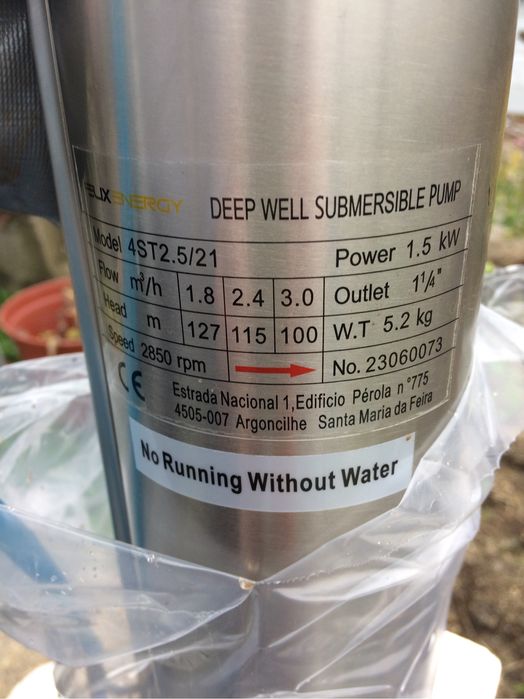 ELIXENERGY DEEP WELL SUBMERSIBLE PUMP
Model 4ST2.5/21 Power 1.5 kW
Flow m³/h 1.8 2.4 3.0 Outlet 1¼"
Head m 127 115 100 W.T 5.2 kg
Speed 2850 rpm No. 23060073
CE Estrada Nacional 1,Edificio Pérola n °775
4505-007 Argoncilhe Santa Maria da Feira
No Running Without Water